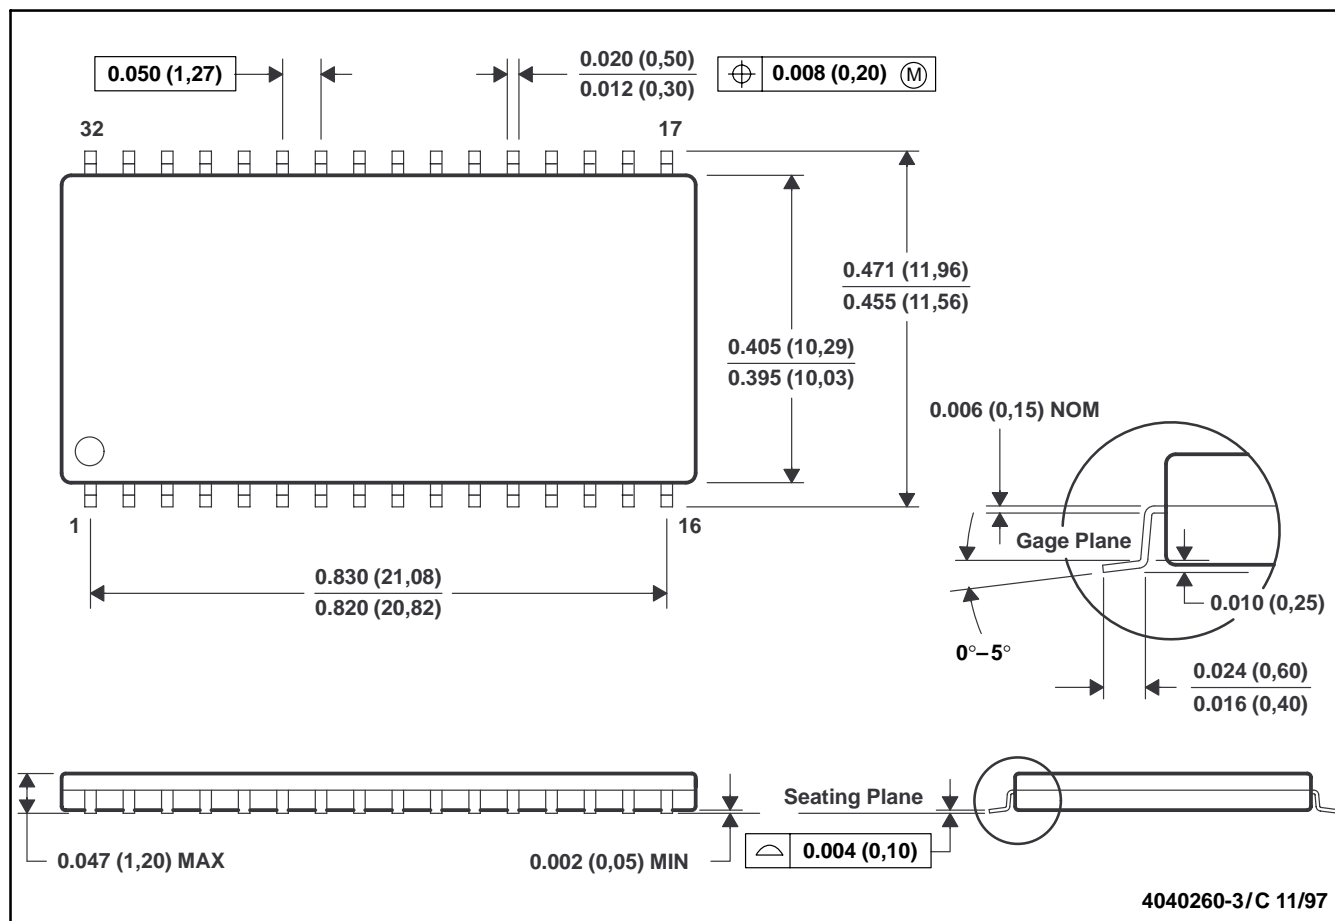 0.050 (1,27)
0.020 (0,50)
0.012 (0,30)
0.008 (0,20) Ⓜ
32
17
0.471 (11,96)
0.455 (11,56)
0.405 (10,29)
0.395 (10,03)
0.006 (0,15) NOM
1
16
Gage Plane
0.830 (21,08)
0.820 (20,82)
0.010 (0,25)
0°–5°
0.024 (0,60)
0.016 (0,40)
Seating Plane
0.047 (1,20) MAX
0.002 (0,05) MIN
0.004 (0,10)
4040260-3/C 11/97